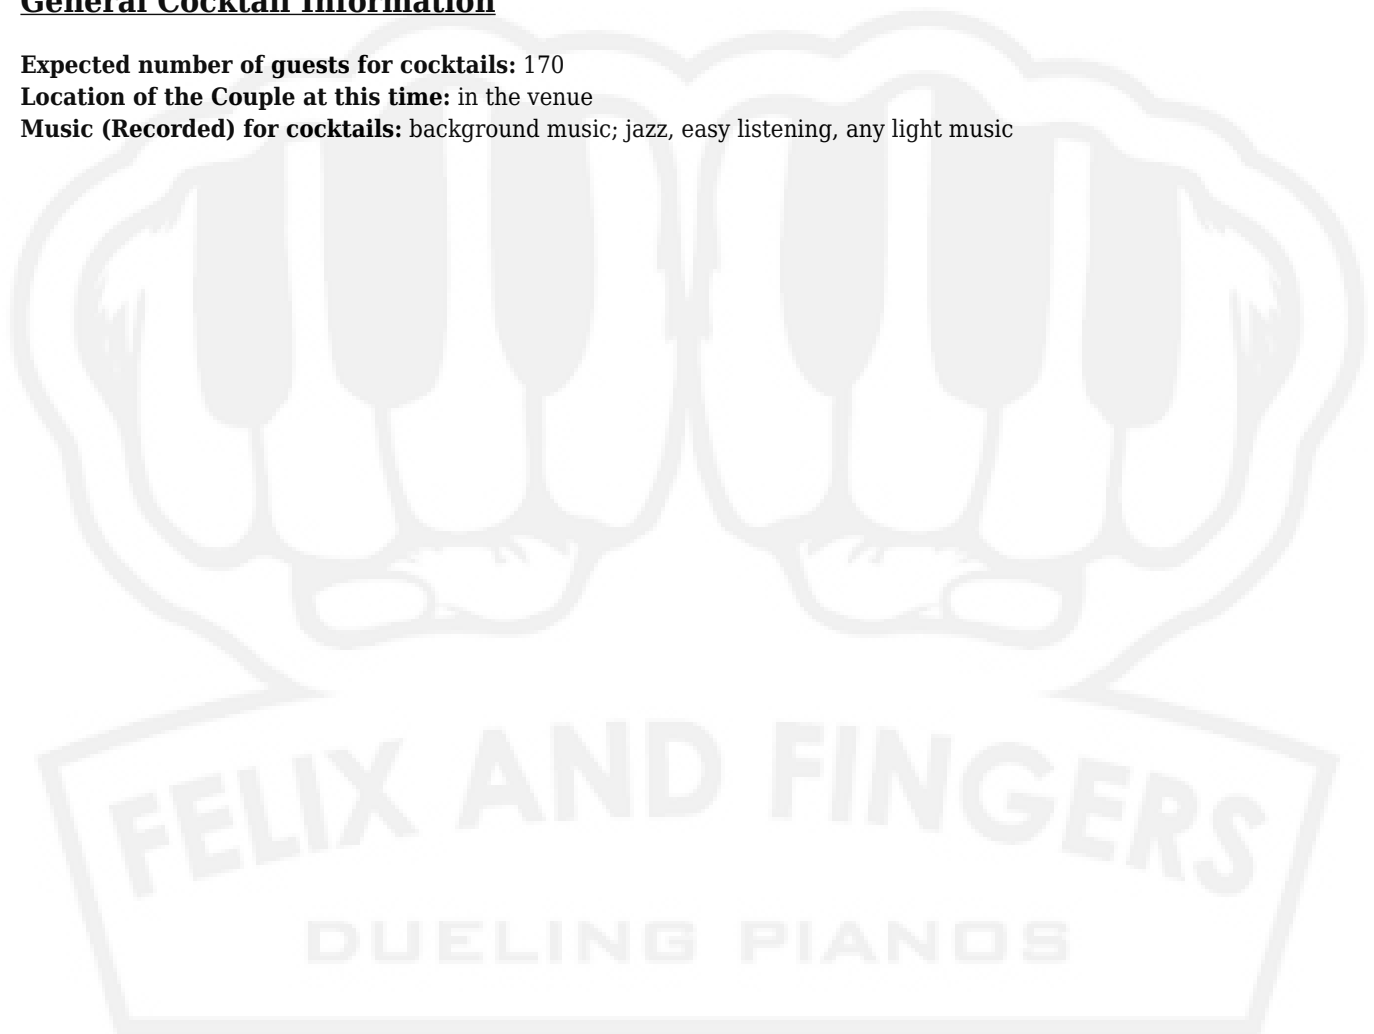 General Cocktail Information
Expected number of guests for cocktails: 170
Location of the Couple at this time: in the venue
Music (Recorded) for cocktails: background music; jazz, easy listening, any light music
FELIX AND FINGERS
DUELING PIANOS